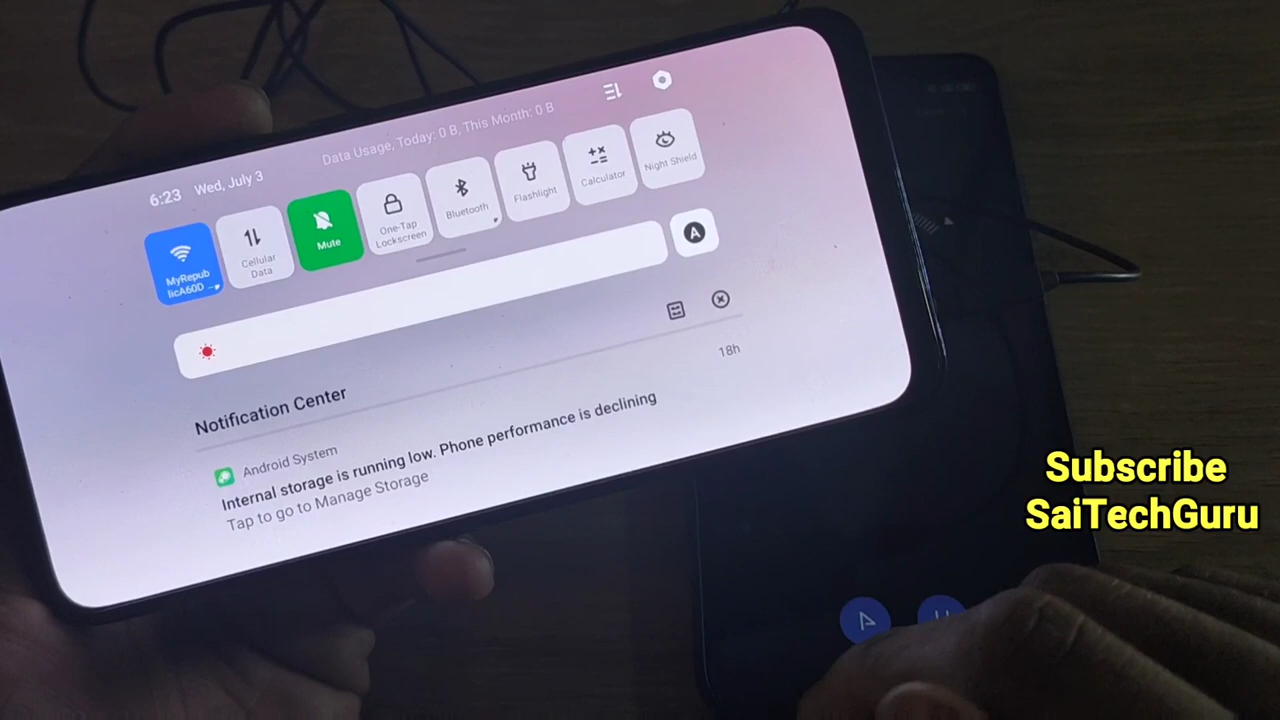 Data Usage, Today: 0 B, This Month: 0 B
6:23 Wed, July 3
MyRepub
licA60D
Cellular
Data
Mute
One-Tap
Lockscreen
Bluetooth
Flashlight
Calculator
Night Shield
A
Notification Center
18h
Android System
Internal storage is running low. Phone performance is declining
Tap to go to Manage Storage
Subscribe
SaiTechGuru